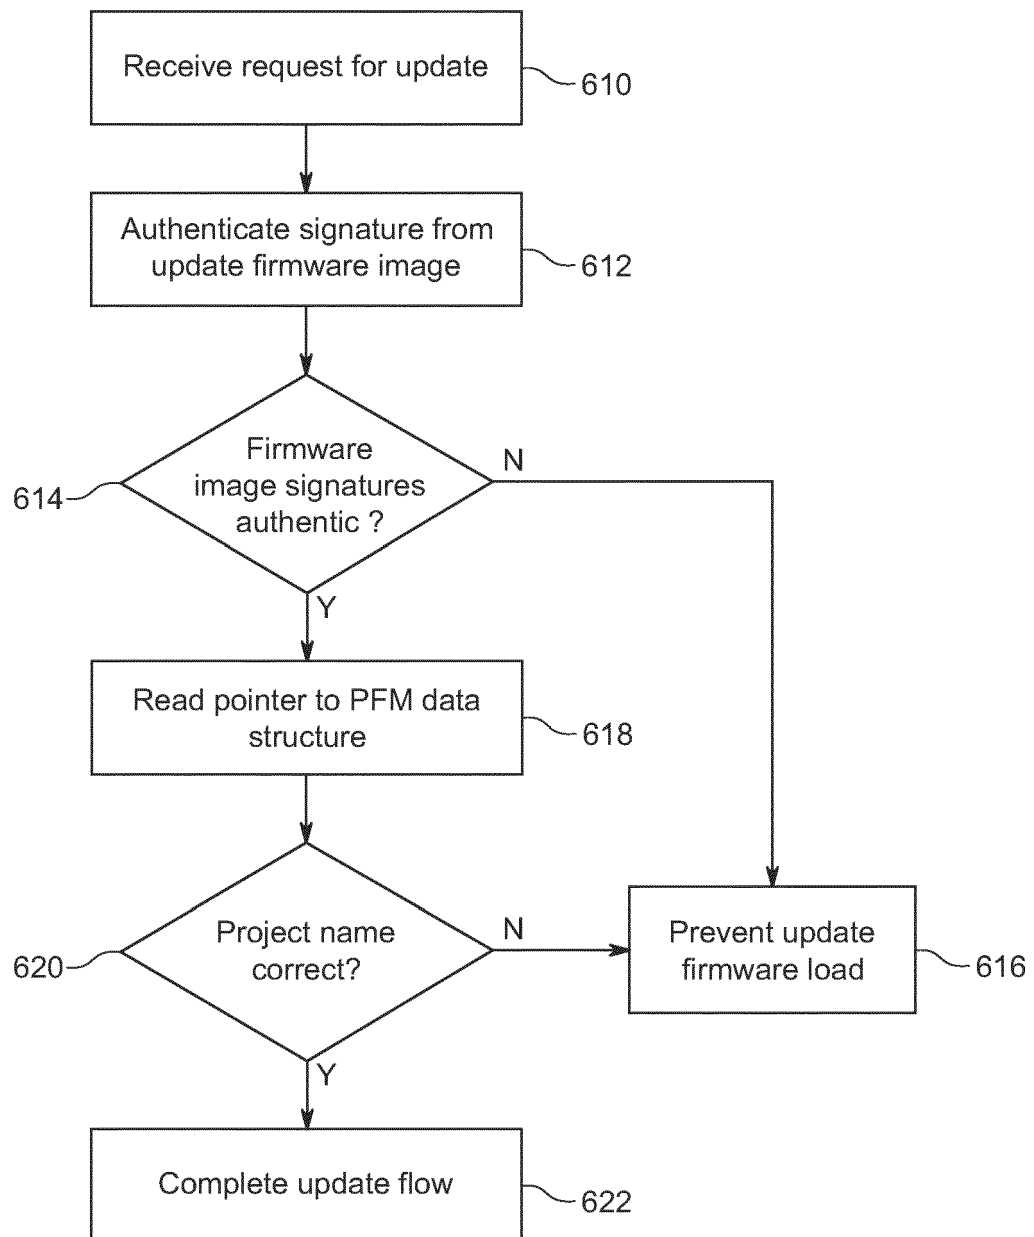 Receive request for update
610
Authenticate signature from
update firmware image
612
Firmware
image signatures
authentic ?
614
N
Y
Read pointer to PFM data
structure
618
Project name
correct?
620
N
Prevent update
firmware load
616
Y
Complete update flow
622